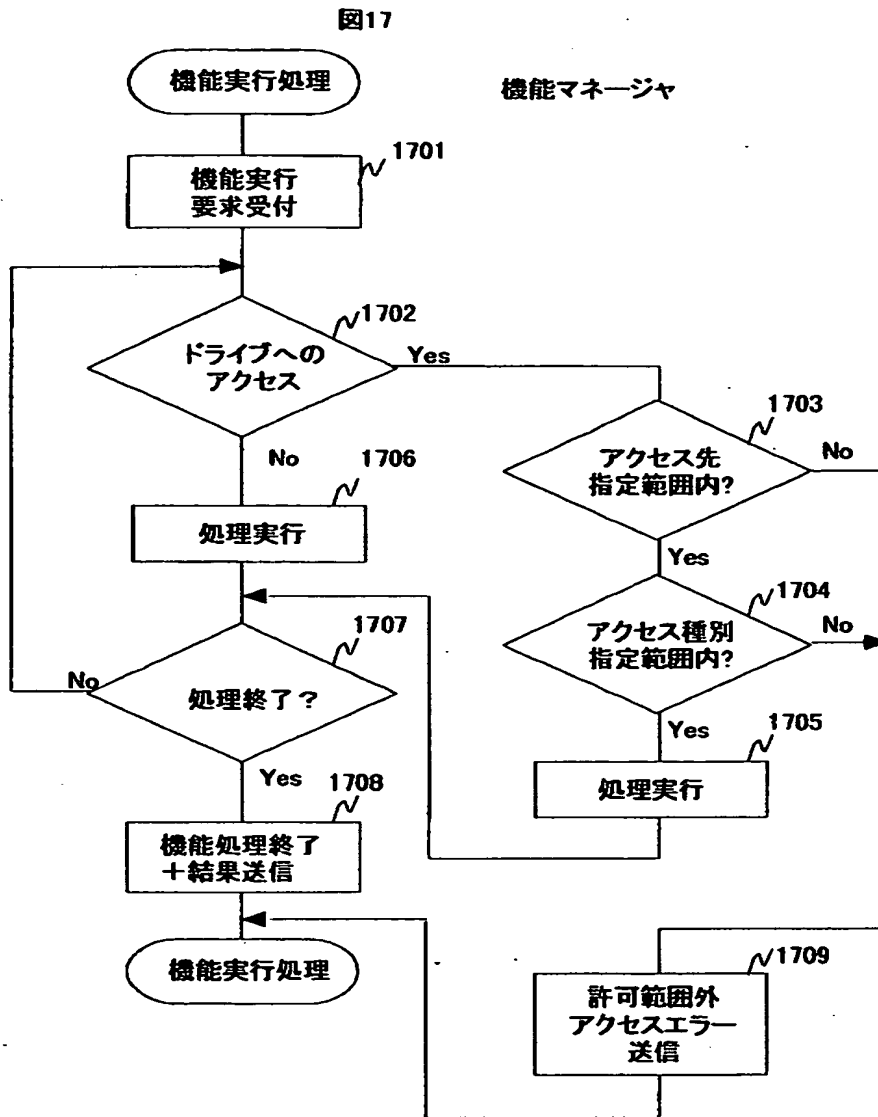 図17
機能実行処理
機能マネージャ
1701
機能実行
要求受付
1702
ドライブへの
アクセス
Yes
1703
アクセス先
指定範囲内?
No
No
1706
処理実行
Yes
1704
アクセス種別
指定範囲内?
No
1707
処理終了?
No
Yes
1705
処理実行
Yes
1708
機能処理終了
+結果送信
機能実行処理
1709
許可範囲外
アクセスエラー
送信